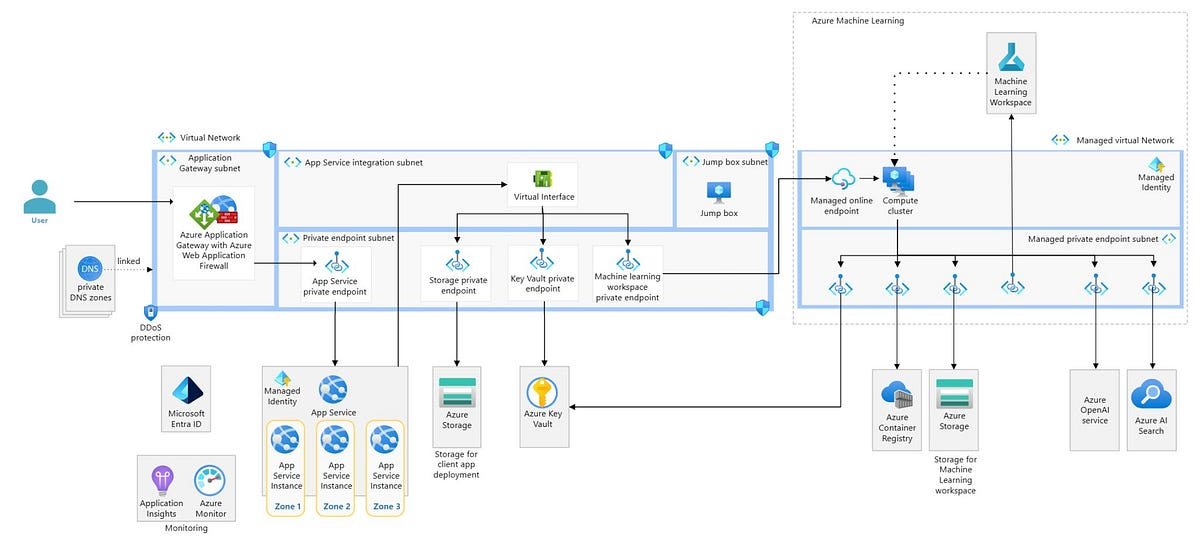 Azure Machine Learning
Machine
Learning
Workspace
Virtual Network
Managed virtual Network
Application
Gateway subnet
App Service integration subnet
Jump box subnet
Virtual Interface
Jump box
Managed online
endpoint
Compute
cluster
Managed
Identity
User
Azure Application
Gateway with Azure
Web Application
Firewall
Private endpoint subnet
Managed private endpoint subnet
App Service
private endpoint
Storage private
endpoint
Key Vault private
endpoint
Machine learning
workspace
private endpoint
DNS
private
DNS zones
linked
DDoS
protection
Microsoft
Entra ID
Managed
Identity
App Service
App
Service
Instance
Zone 1
App
Service
Instance
Zone 2
App
Service
Instance
Zone 3
Azure
Storage
Storage for
client app
deployment
Azure Key
Vault
Azure
Container
Registry
Azure
Storage
Storage for
Machine
Learning
workspace
Azure
OpenAI
service
Azure AI
Search
Application
Insights
Azure
Monitor
Monitoring